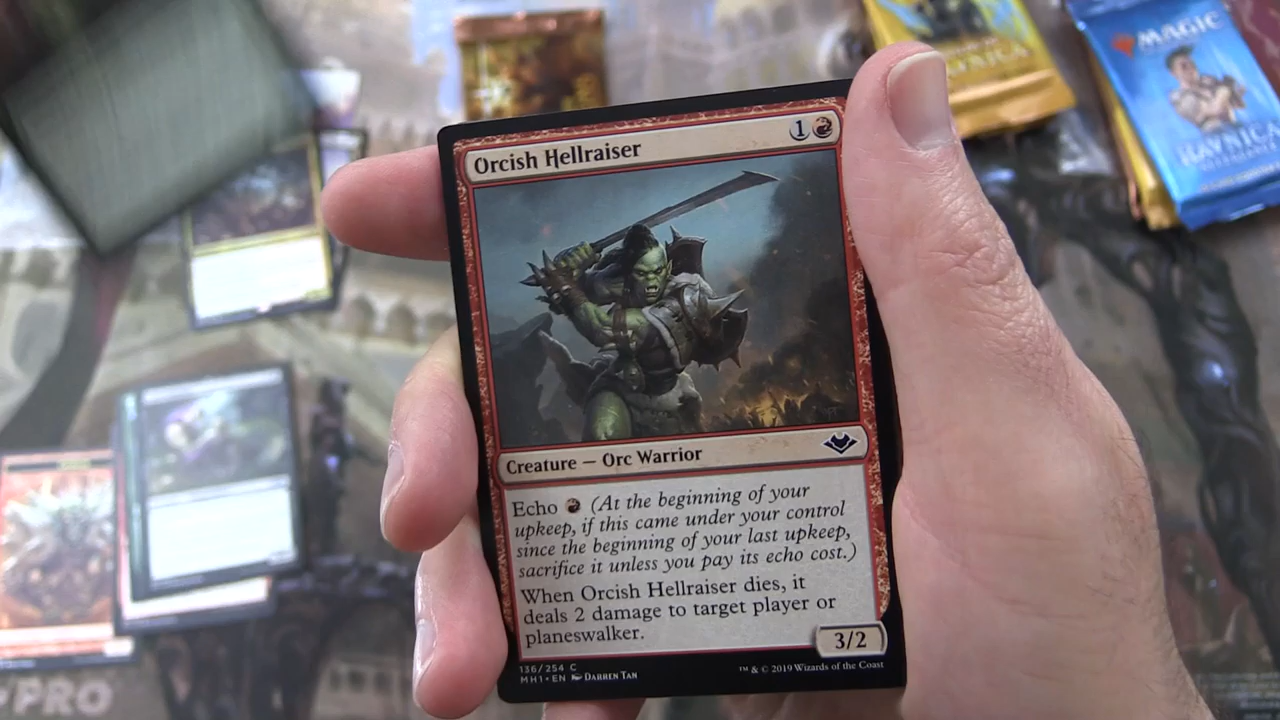 MAGIC
RAVNICA
Orcish Hellraiser
1
Creature — Orc Warrior
Echo (At the beginning of your
upkeep, if this came under your control
since the beginning of your last upkeep,
sacrifice it unless you pay its echo cost.)
When Orcish Hellraiser dies, it
deals 2 damage to target player or
planeswalker.
3/2
136/254 C
MH1 • EN Darren Tan
™ & © 2019 Wizards of the Coast
PRO